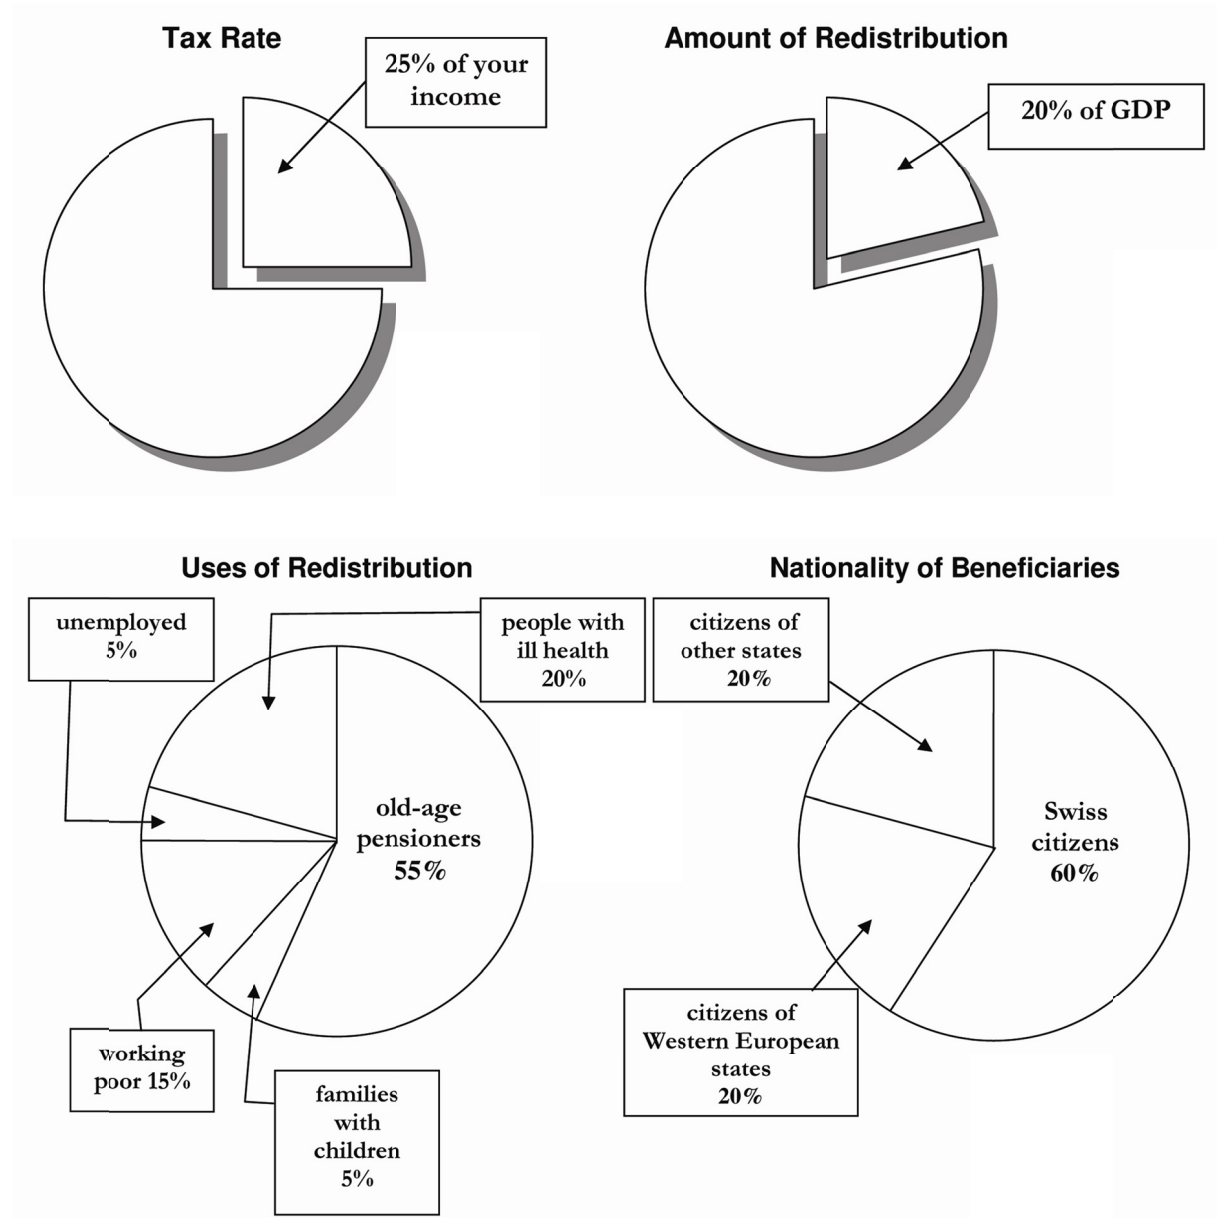 Tax Rate
25% of your
income
Amount of Redistribution
20% of GDP
Uses of Redistribution
unemployed
5%
people with
ill health
20%
old-age
pensioners
55%
working
poor 15%
families
with
children
5%
Nationality of Beneficiaries
citizens of
other states
20%
Swiss
citizens
60%
citizens of
Western European
states
20%